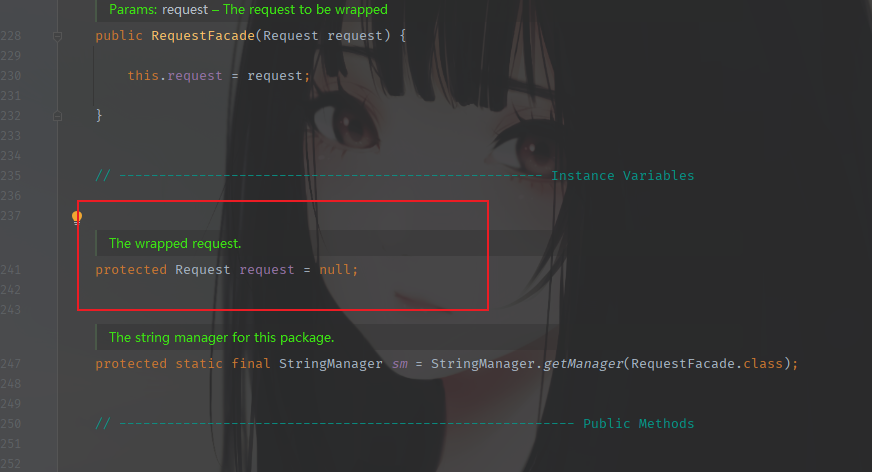 Params: request – The request to be wrapped
228 public RequestFacade(Request request) {
229
230 this.request = request;
231
232 }
233
234
235 // ----------------------------------------------------- Instance Variables
236
237
The wrapped request.
241 protected Request request = null;
242
243
The string manager for this package.
247 protected static final StringManager sm = StringManager.getManager(RequestFacade.class);
248
249
250 // --------------------------------------------------------- Public Methods
251
252